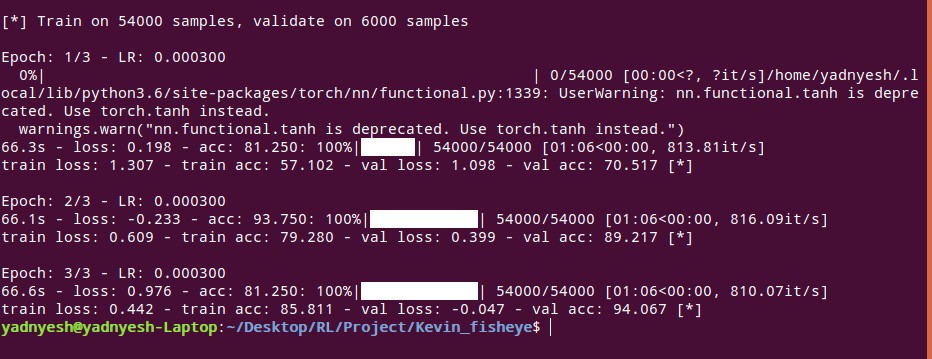 [*] Train on 54000 samples, validate on 6000 samples
Epoch: 1/3 - LR: 0.000300
0%| | 0/54000 [00:00<?, ?it/s]/home/yadnyesh/.l
ocal/lib/python3.6/site-packages/torch/nn/functional.py:1339: UserWarning: nn.functional.tanh is depre
cated. Use torch.tanh instead.
warnings.warn("nn.functional.tanh is deprecated. Use torch.tanh instead.")
66.3s - loss: 0.198 - acc: 81.250: 100%|██████| 54000/54000 [01:06<00:00, 813.81it/s]
train loss: 1.307 - train acc: 57.102 - val loss: 1.098 - val acc: 70.517 [*]
Epoch: 2/3 - LR: 0.000300
66.1s - loss: -0.233 - acc: 93.750: 100%|████████████| 54000/54000 [01:06<00:00, 816.09it/s]
train loss: 0.609 - train acc: 79.280 - val loss: 0.399 - val acc: 89.217 [*]
Epoch: 3/3 - LR: 0.000300
66.6s - loss: 0.976 - acc: 81.250: 100%|█████████████| 54000/54000 [01:06<00:00, 810.07it/s]
train loss: 0.442 - train acc: 85.811 - val loss: -0.047 - val acc: 94.067 [*]
yadnyesh@yadnyesh-Laptop:~/Desktop/RL/Project/Kevin_fisheye$